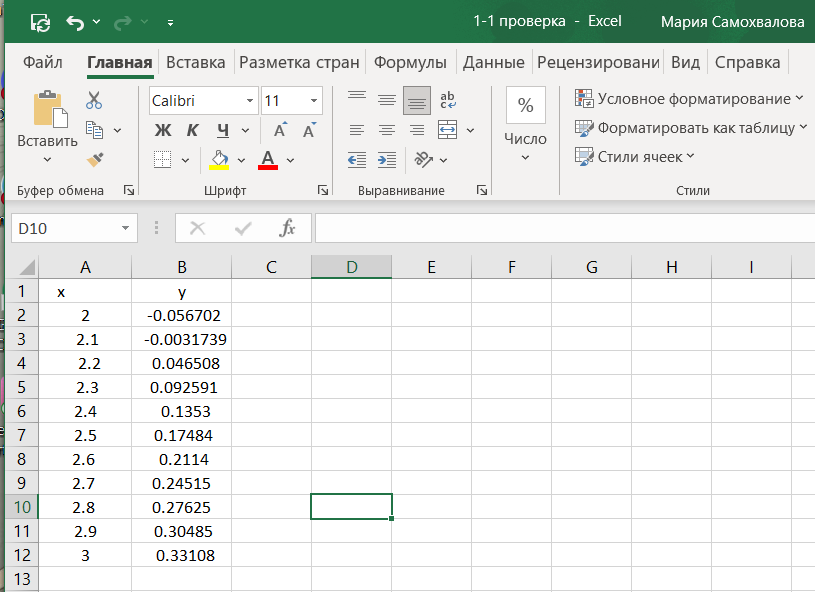 1-1 проверка - Excel Мария Самохвалова
Файл Главная Вставка Разметка стран Формулы Данные Рецензировани Вид Справка
Calibri 11 ab
c
Ж К Ч А А % Условное форматирование
Вставить Число Форматировать как таблицу
А Стили ячеек
Буфер обмена Шрифт Выравнивание Стили
D10 fx
A B C D E F G H I
1 x y
2 2 -0.056702
3 2.1 -0.0031739
4 2.2 0.046508
5 2.3 0.092591
6 2.4 0.1353
7 2.5 0.17484
8 2.6 0.2114
9 2.7 0.24515
10 2.8 0.27625
11 2.9 0.30485
12 3 0.33108
13